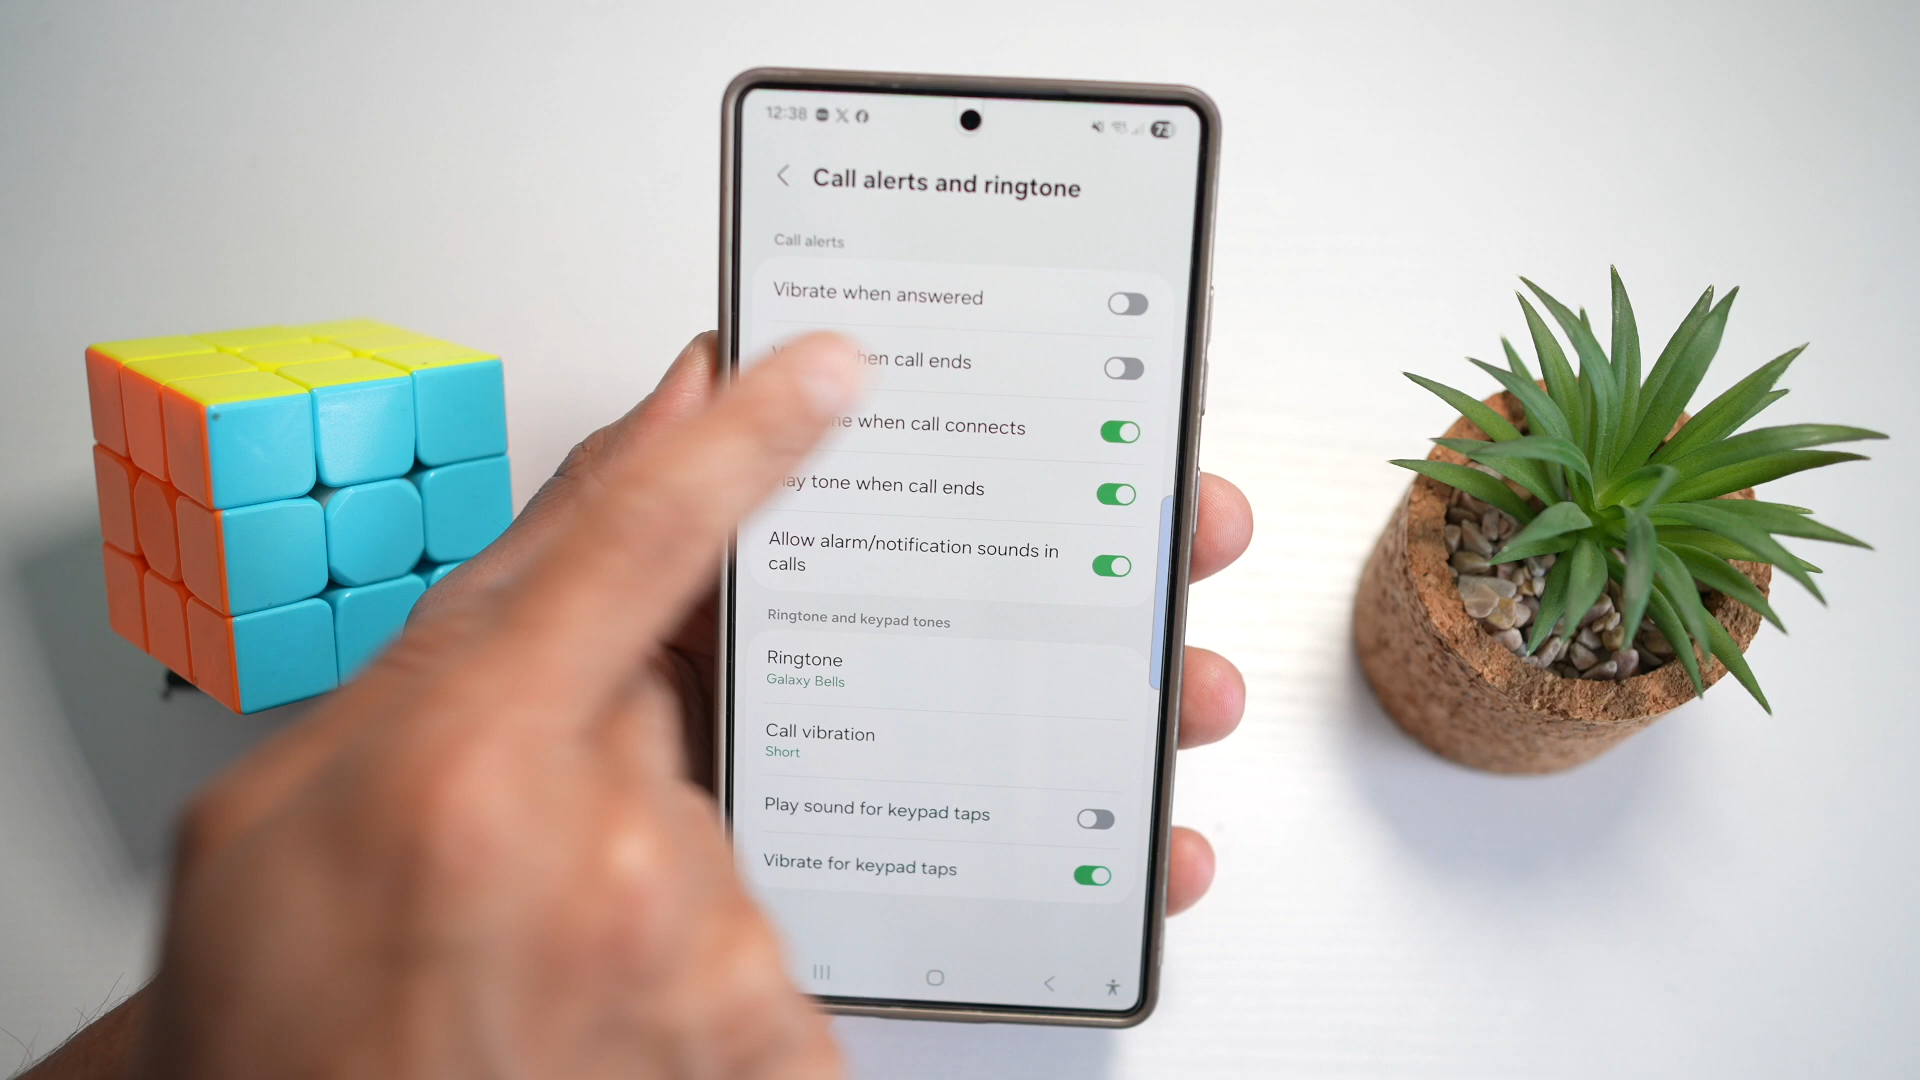 12:38
Call alerts and ringtone
Call alerts
Vibrate when answered
when call ends
when call connects
tone when call ends
Allow alarm/notification sounds in
calls
Ringtone and keypad tones
Ringtone
Galaxy Bells
Call vibration
Short
Play sound for keypad taps
Vibrate for keypad taps